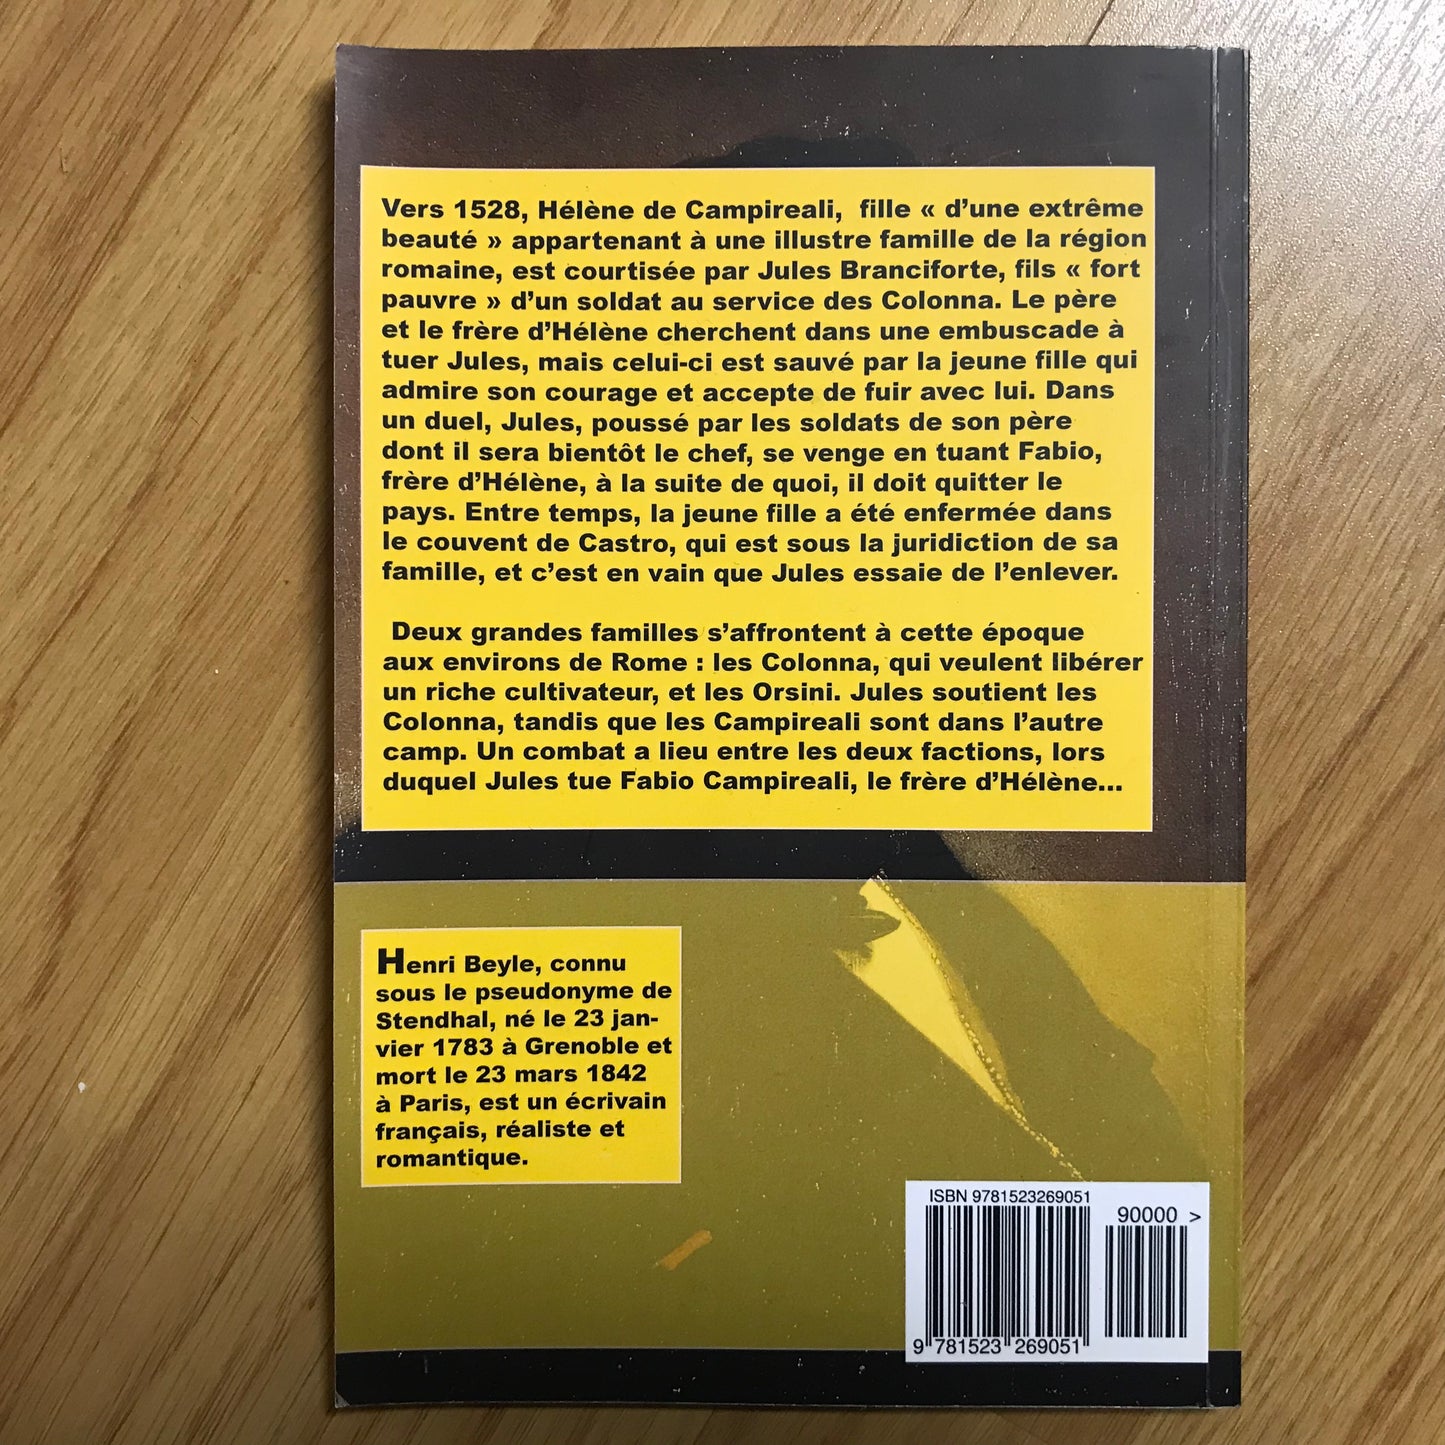 Vers 1528, Hélène de Campireali, fille « d’une extrême
beauté » appartenant à une illustre famille de la région
romaine, est courtisée par Jules Branciforte, fils « fort
pauvre » d’un soldat au service des Colonna. Le père
et le frère d’Hélène cherchent dans une embuscade à
tuer Jules, mais celui-ci est sauvé par la jeune fille qui
admire son courage et accepte de fuir avec lui. Dans
un duel, Jules, poussé par les soldats de son père
dont il sera bientôt le chef, se venge en tuant Fabio,
frère d’Hélène, à la suite de quoi, il doit quitter le
pays. Entre temps, la jeune fille a été enfermée dans
le couvent de Castro, qui est sous la juridiction de sa
famille, et c’est en vain que Jules essaie de l’enlever.
Deux grandes familles s’affrontent à cette époque
aux environs de Rome : les Colonna, qui veulent libérer
un riche cultivateur, et les Orsini. Jules soutient les
Colonna, tandis que les Campireali sont dans l’autre
camp. Un combat a lieu entre les deux factions, lors
duquel Jules tue Fabio Campireali, le frère d’Hélène...
Henri Beyle, connu
sous le pseudonyme de
Stendhal, né le 23 jan-
vier 1783 à Grenoble et
mort le 23 mars 1842
à Paris, est un écrivain
français, réaliste et
romantique.
ISBN 9781523269051
90000 >
9 781523 269051